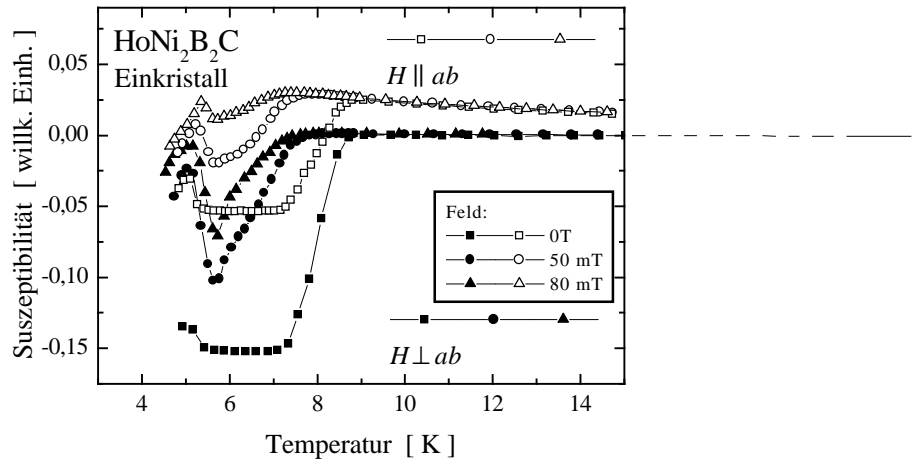 HoNi₂B₂C
Einkristall
H || ab
0,05
0,00
-0,05
-0,10
-0,15
Suszeptibilität [ willk. Einh. ]
Feld:
0T
50 mT
80 mT
H ⊥ ab
4 6 8 10 12 14
Temperatur [ K ]